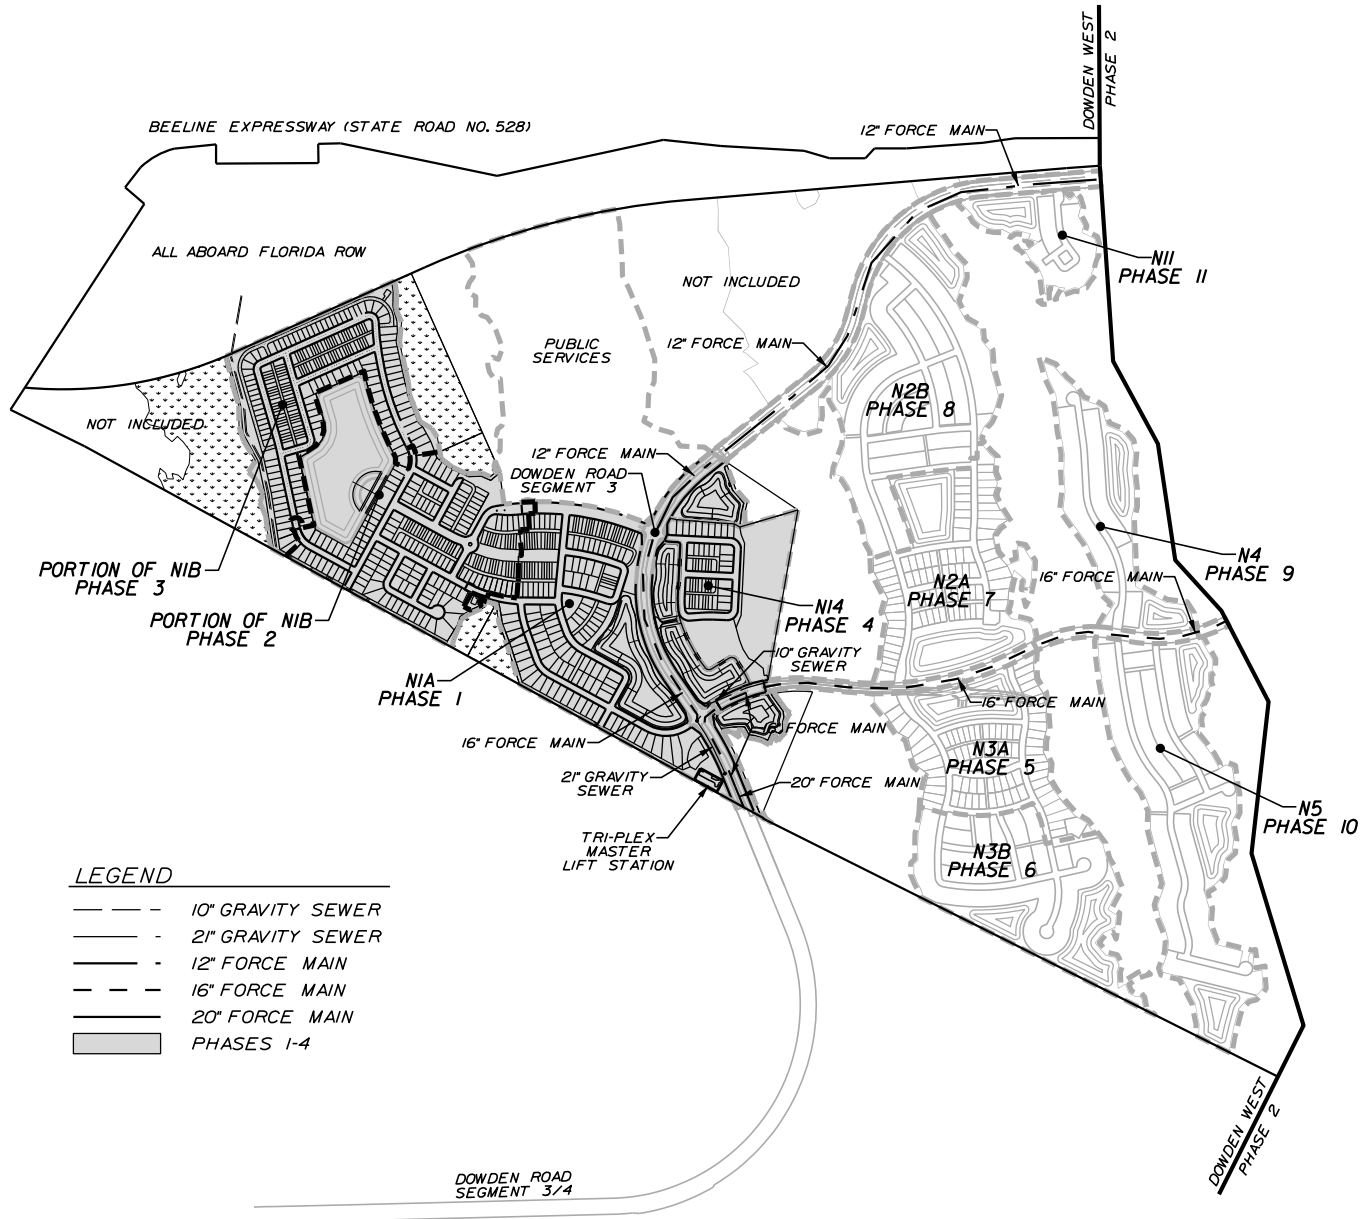 DOWDEN WEST
PHASE 2
BEELINE EXPRESSWAY (STATE ROAD NO. 528)
12" FORCE MAIN
ALL ABOARD FLORIDA ROW
N11
PHASE 11
NOT INCLUDED
PUBLIC
SERVICES
12" FORCE MAIN
N2B
PHASE 8
NOT INCLUDED
12" FORCE MAIN
DOWDEN ROAD
SEGMENT 3
N4
PHASE 9
PORTION OF N1B
PHASE 3
N2A
PHASE 7
16" FORCE MAIN
PORTION OF N1B
PHASE 2
N14
PHASE 4
10" GRAVITY
SEWER
N1A
PHASE 1
16" FORCE MAIN
16" FORCE MAIN
16" FORCE MAIN
N3A
PHASE 5
21" GRAVITY
SEWER
20" FORCE MAIN
N5
PHASE 10
TRI-PLEX
MASTER
LIFT STATION
N3B
PHASE 6
LEGEND
10" GRAVITY SEWER
21" GRAVITY SEWER
12" FORCE MAIN
16" FORCE MAIN
20" FORCE MAIN
PHASES 1-4
DOWDEN WEST
PHASE 2
DOWDEN ROAD
SEGMENT 3/4